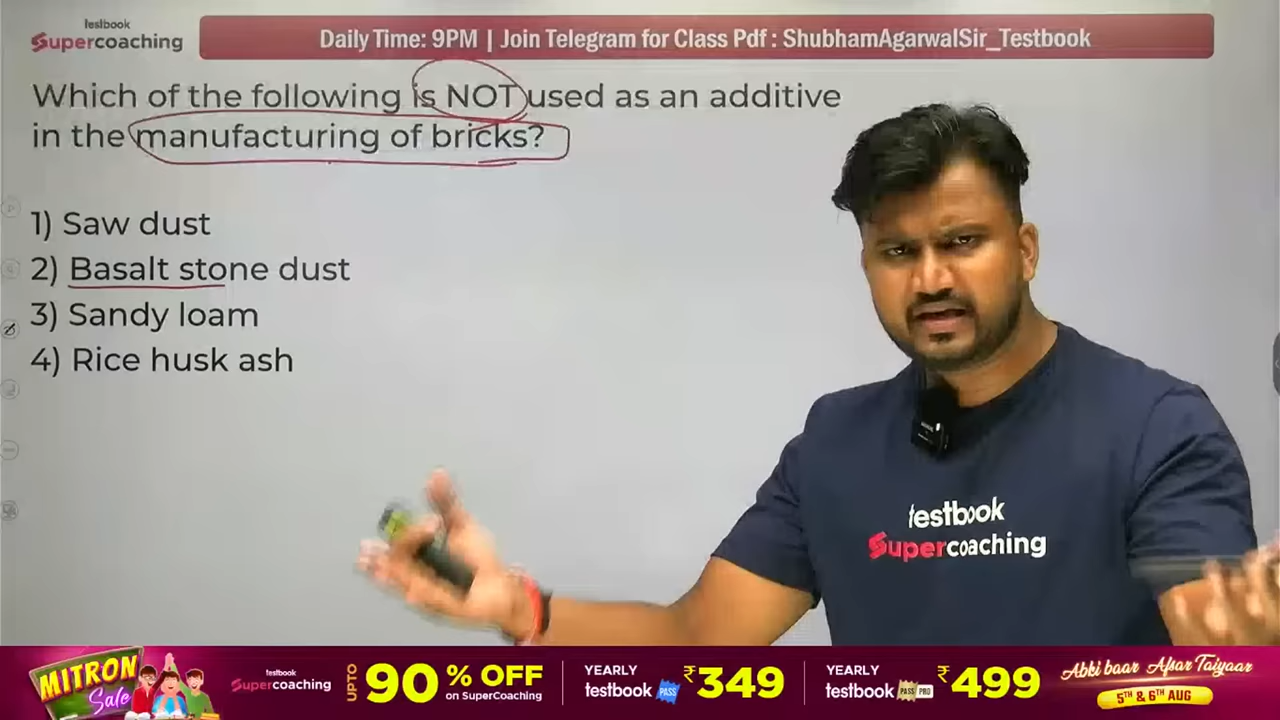 testbook
Supercoaching
Daily Time: 9PM | Join Telegram for Class Pdf : ShubhamAgarwalSir_Testbook
Which of the following is NOT used as an additive
in the manufacturing of bricks?
1) Saw dust
2) Basalt stone dust
3) Sandy loam
4) Rice husk ash
testbook
Supercoaching
MITRON
Sale
testbook
Supercoaching
UPTO
90% OFF
on SuperCoaching
YEARLY
testbook PASS
₹349
YEARLY
testbook PASS PRO
₹499
Abki baar Afsar Taiyaar
5TH & 6TH AUG